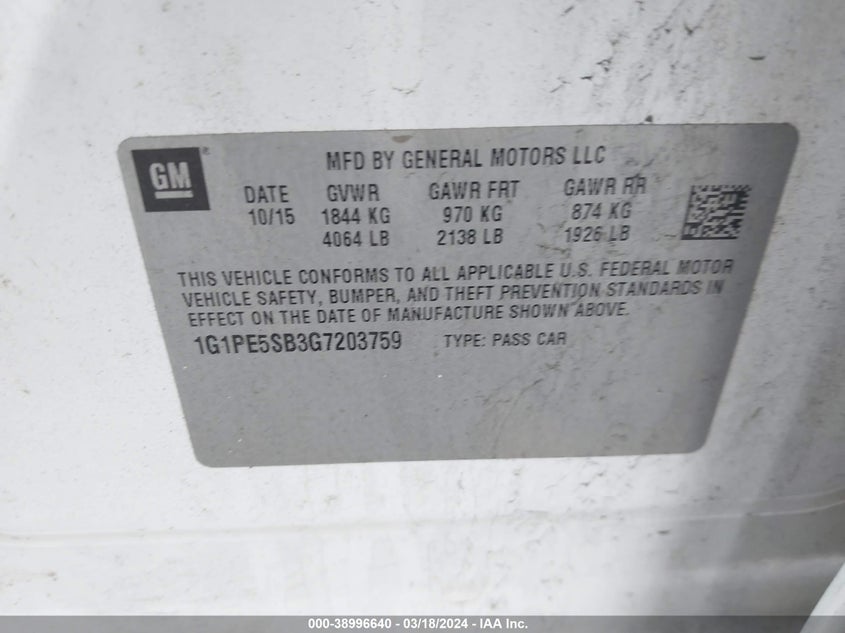 GM®
MFD BY GENERAL MOTORS LLC
DATE GVWR GAWR FRT GAWR RR
10/15 1844 KG 970 KG 874 KG
4064 LB 2138 LB 1926 LB
THIS VEHICLE CONFORMS TO ALL APPLICABLE U.S. FEDERAL MOTOR
VEHICLE SAFETY, BUMPER, AND THEFT PREVENTION STANDARDS IN
EFFECT ON THE DATE OF MANUFACTURE SHOWN ABOVE.
1G1PE5SB3G7203759 TYPE: PASS CAR
000-38996640 - 03/18/2024 - IAA Inc.